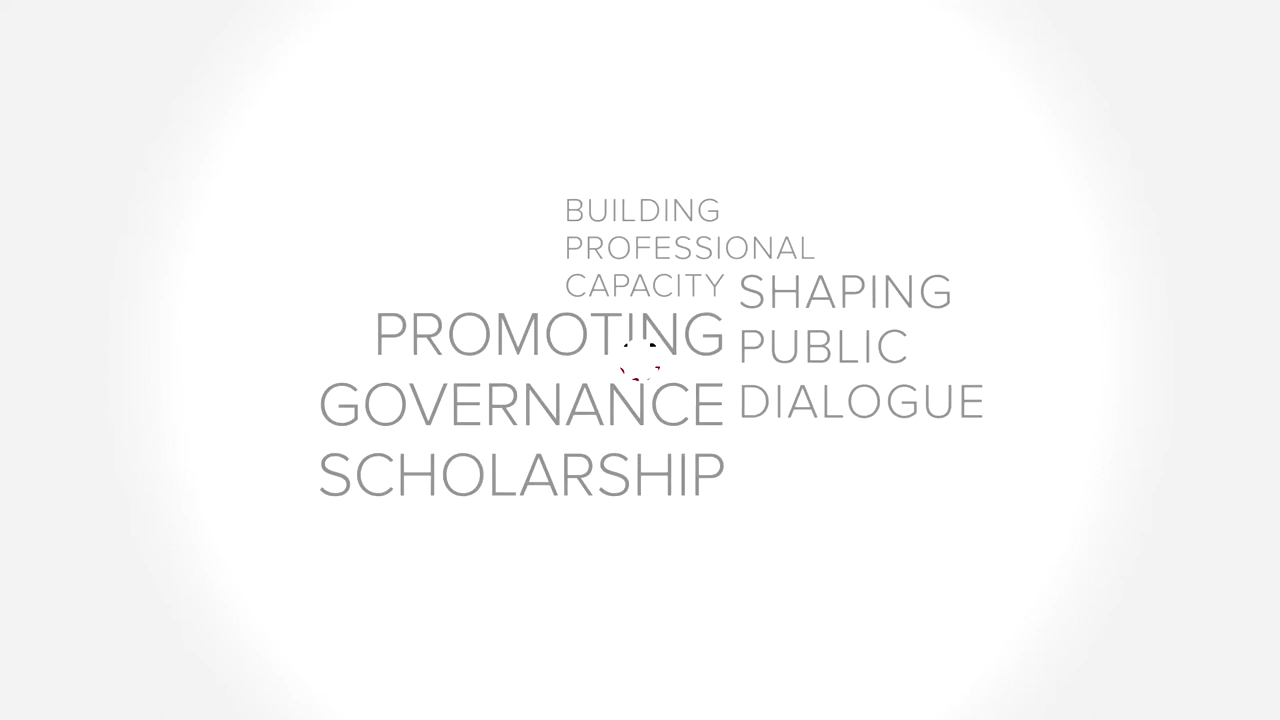 BUILDING
PROFESSIONAL
CAPACITY
SHAPING
PUBLIC
DIALOGUE
PROMOTING
GOVERNANCE
SCHOLARSHIP